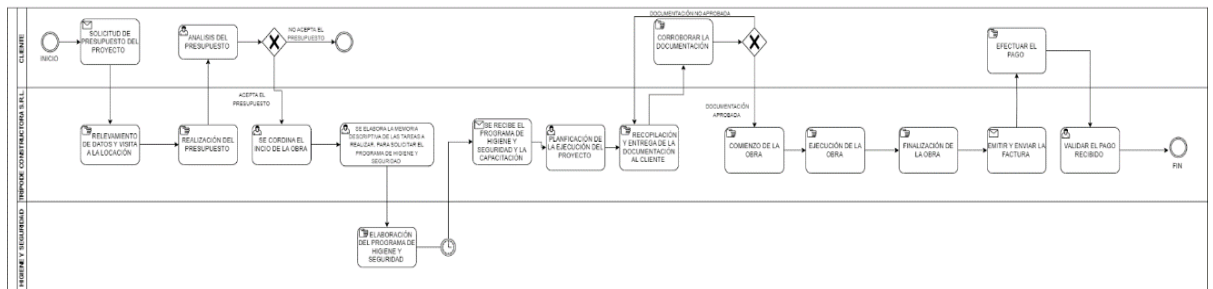 CLIENTE
INICIO
SOLICITUD DE
PRESUPUESTO DEL
PROYECTO
ANALISIS DEL
PRESUPUESTO
NO ACEPTA EL
PRESUPUESTO
ACEPTA EL
PRESUPUESTO
DOCUMENTACIÓN NO APROBADA
CORROBORAR LA
DOCUMENTACIÓN
DOCUMENTACIÓN
APROBADA
EFECTUAR EL
PAGO
TRÍPODE CONSTRUCTORA S.R.L.
RELEVAMIENTO
DE DATOS Y VISITA
A LA LOCACIÓN
REALIZACIÓN DEL
PRESUPUESTO
SE CORDINA EL
INCIO DE LA OBRA
SE ELABORA LA MEMORIA
DESCRIPTIVA DE LAS TAREAS A
REALIZAR, PARA SOLICITAR EL
PROGRAMA DE HIGIENE Y
SEGURIDAD
SE RECIBE EL
PROGRAMA DE
HIGIENE Y
SEGURIDAD Y LA
CAPACITACIÓN
PLANFICACIÓN DE
LA EJECUCIÓN DEL
PROYECTO
RECOPILACIÓN
Y ENTREGA DE LA
DOCUMENTACIÓN
AL CLIENTE
COMIENZO DE LA
OBRA
EJECUCIÓN DE LA
OBRA
FINALIZACIÓN DE
LA OBRA
EMITIR Y ENVIAR LA
FACTURA
VALIDAR EL PAGO
RECIBIDO
FIN
HIGIENE Y SEGURIDAD
ELABORACIÓN
DEL PROGRAMA DE
HIGIENE Y
SEGURIDAD